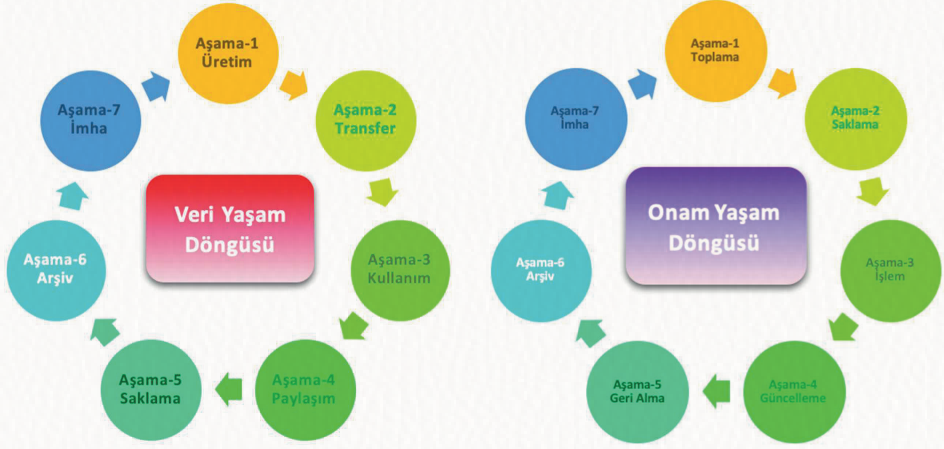 Aşama-1
Üretim
Aşama-2
Transfer
Aşama-3
Kullanım
Aşama-4
Paylaşım
Aşama-5
Saklama
Aşama-6
Arşiv
Aşama-7
İmha
Veri Yaşam
Döngüsü
Aşama-1
Toplama
Aşama-2
Saklama
Aşama-3
İşlem
Aşama-4
Güncelleme
Aşama-5
Geri Alma
Aşama-6
Arşiv
Aşama-7
İmha
Onam Yaşam
Döngüsü